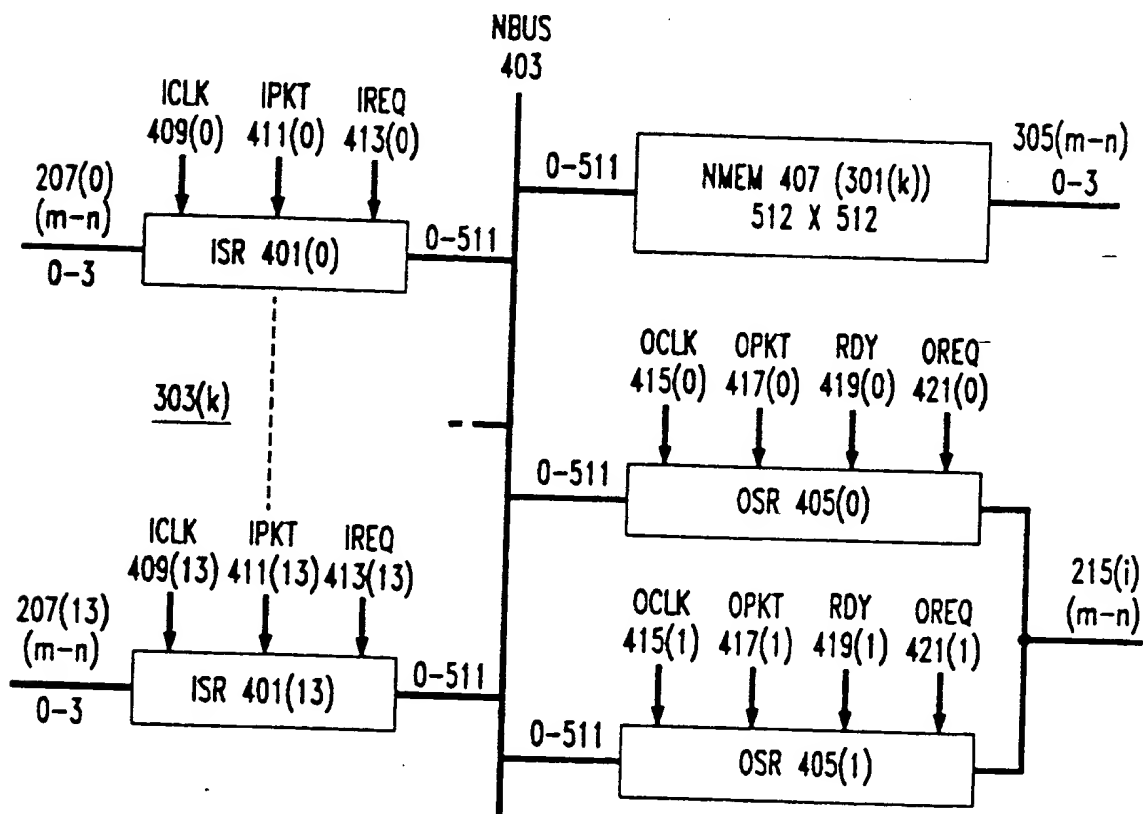 NBUS
403
ICLK IPKT IREQ
409(0) 411(0) 413(0)
207(0)
(m-n)
0-3
ISR 401(0)
0-511
0-511
NMEM 407 (301(k))
512 X 512
305(m-n)
0-3
303(k)
OCLK OPKT RDY OREQ
415(0) 417(0) 419(0) 421(0)
0-511
OSR 405(0)
ICLK IPKT IREQ
409(13) 411(13) 413(13)
207(13)
(m-n)
0-3
ISR 401(13)
0-511
OCLK OPKT RDY OREQ
415(1) 417(1) 419(1) 421(1)
215(i)
(m-n)
0-511
OSR 405(1)